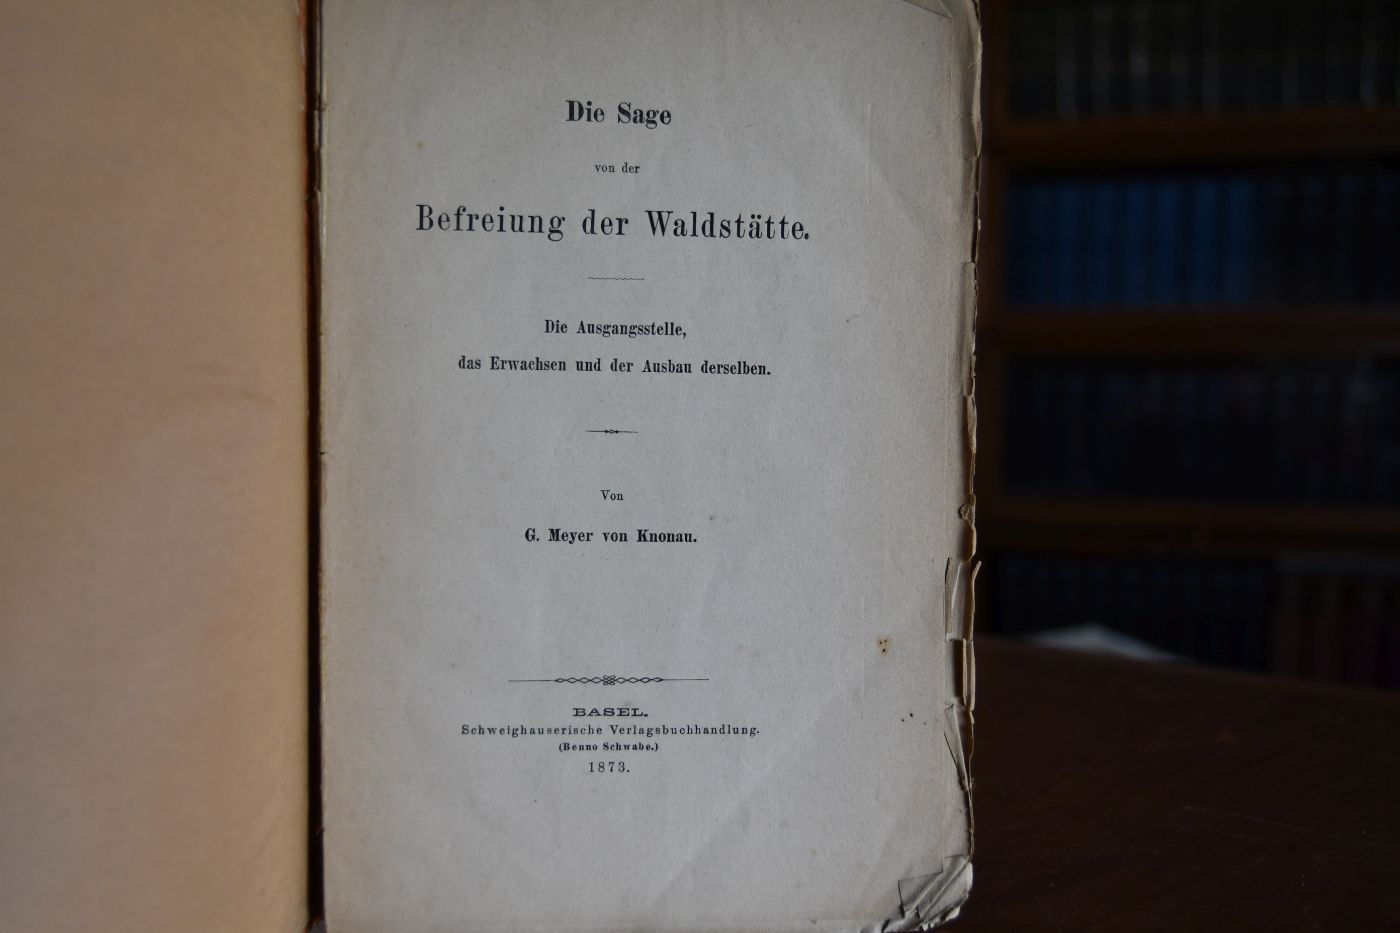 Die Sage
von der
Befreiung der Waldstätte.
Die Ausgangsstelle,
das Erwachsen und der Ausbau derselben.
Von
G. Meyer von Knonau.
BASEL.
Schweighauserische Verlagsbuchhandlung.
(Benno Schwabe.)
1873.